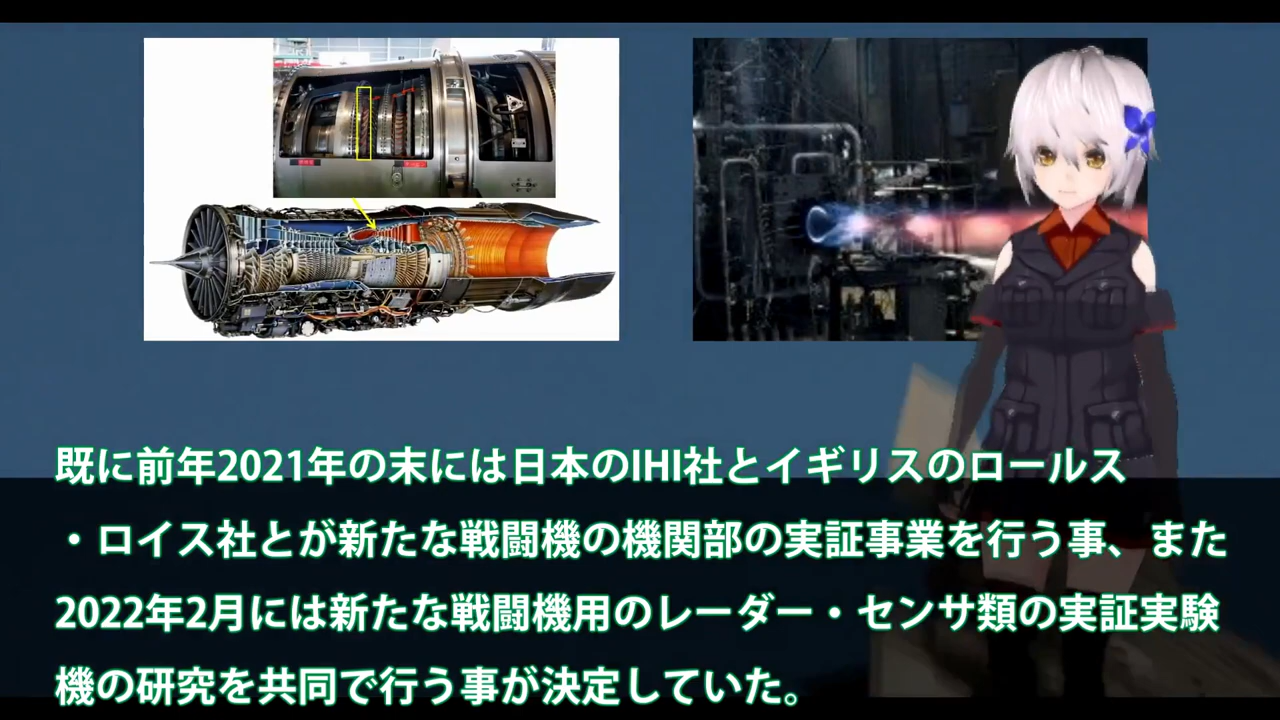 既に前年2021年の末には日本のIHI社とイギリスのロールス
・ロイス社とが新たな戦闘機の機関部の実証事業を行う事、また
2022年2月には新たな戦闘機用のレーダー・センサ類の実証実験
機の研究を共同で行う事が決定していた。